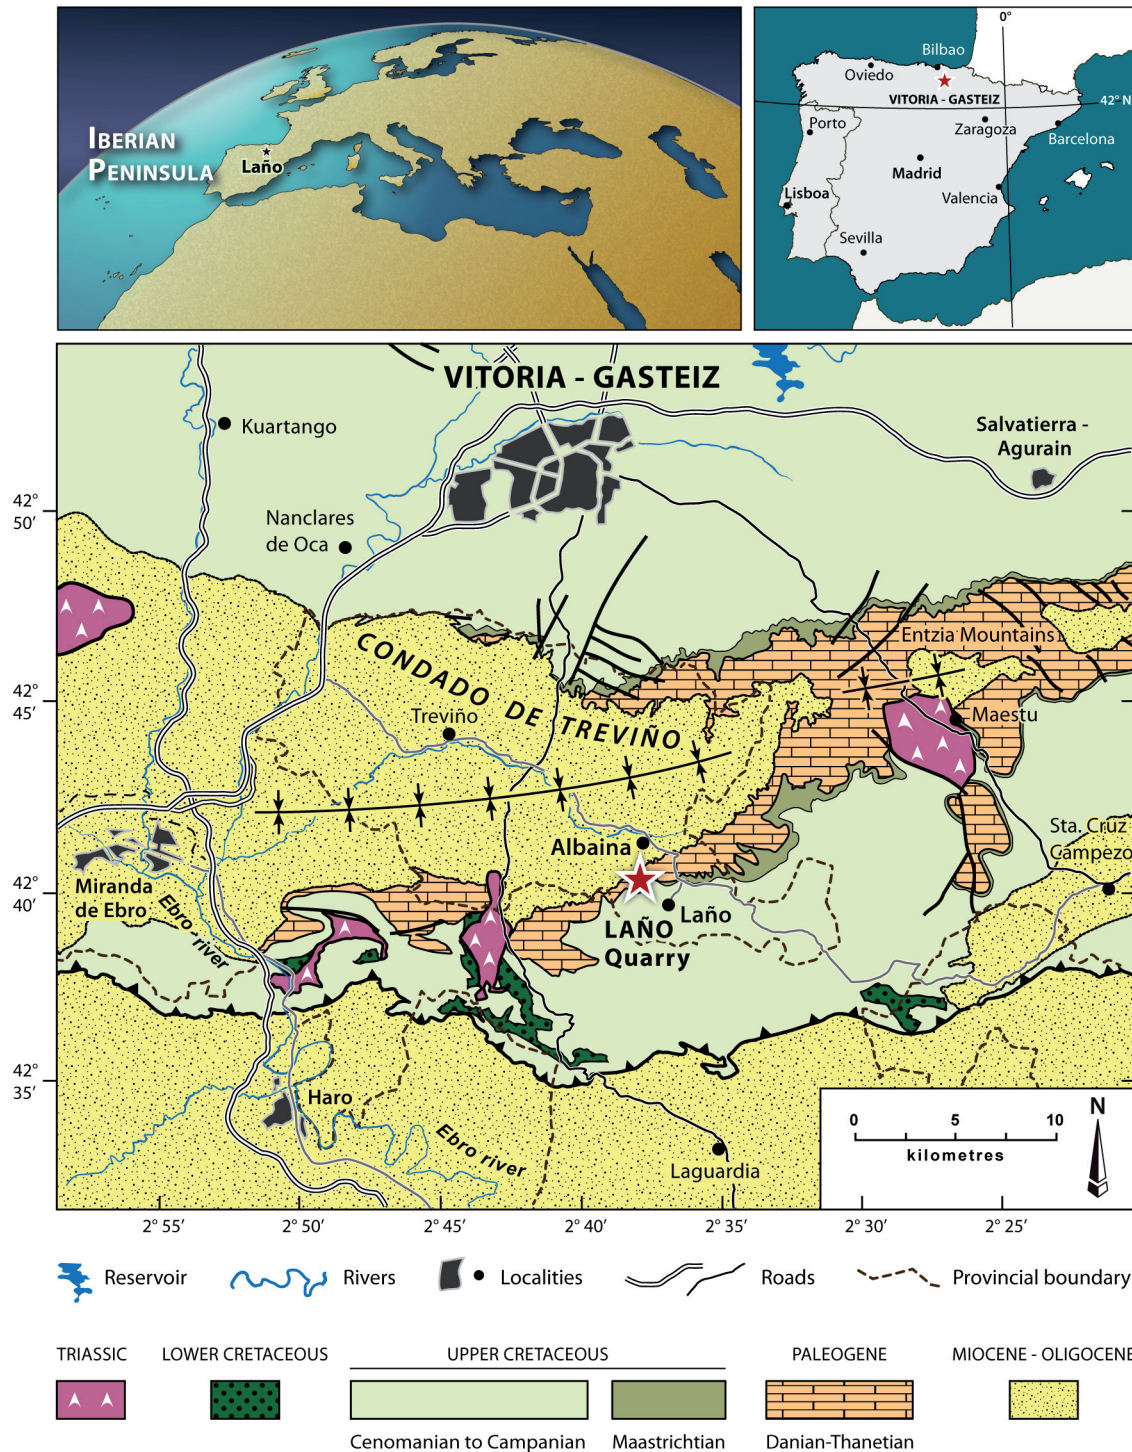 IBERIAN
PENINSULA
Laño
0°
Bilbao
Oviedo
VITORIA - GASTEIZ
42° N
Porto
Zaragoza
Barcelona
Madrid
Lisboa
Valencia
Sevilla
VITORIA - GASTEIZ
Kuartango
Salvatierra -
Agurain
42°
50′
Nanclares
de Oca
Entzia Mountains
CONDADO DE TREVIÑO
42°
45′
Treviño
Maestu
Albaina
Sta. Cruz
Campezo
Miranda
de Ebro
42°
40′
Ebro river
Laño
LAÑO
Quarry
42°
35′
Haro
Ebro river
Laguardia
0 5 10
kilometres
N
2° 55′ 2° 50′ 2° 45′ 2° 40′ 2° 35′ 2° 30′ 2° 25′
Reservoir Rivers Localities Roads Provincial boundary
TRIASSIC LOWER CRETACEOUS UPPER CRETACEOUS PALEOGENE MIOCENE - OLIGOCENE
Cenomanian to Campanian Maastrichtian Danian-Thanetian